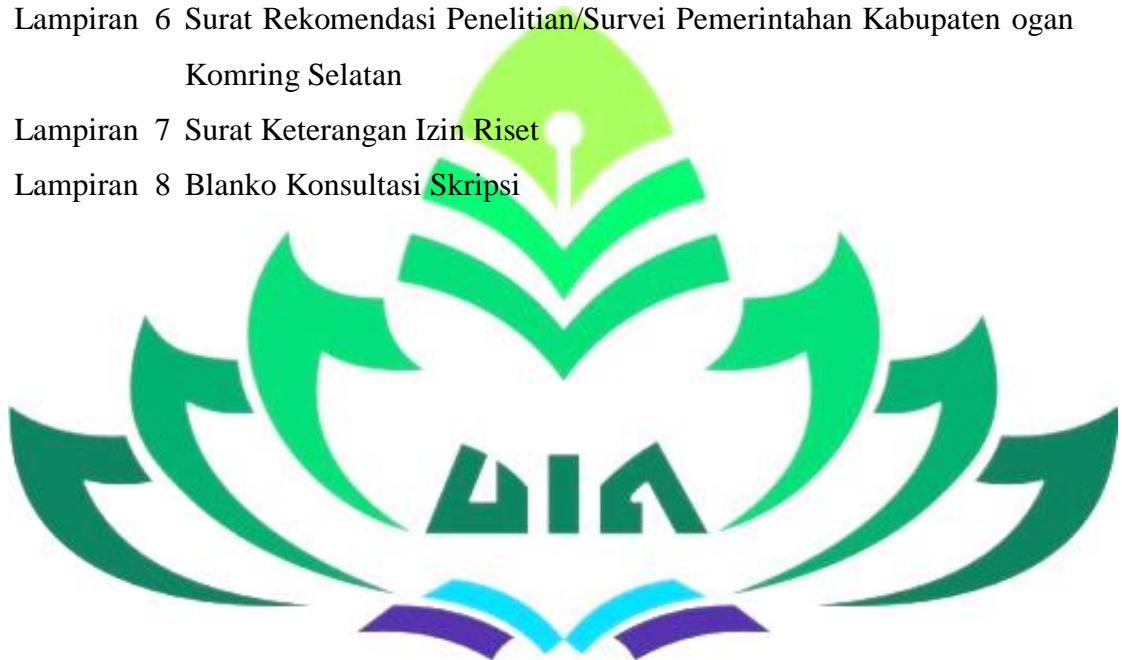 Lampiran 6 Surat Rekomendasi Penelitian/Survei Pemerintahan Kabupaten ogan
Komring Selatan
Lampiran 7 Surat Keterangan Izin Riset
Lampiran 8 Blanko Konsultasi Skripsi
UIN